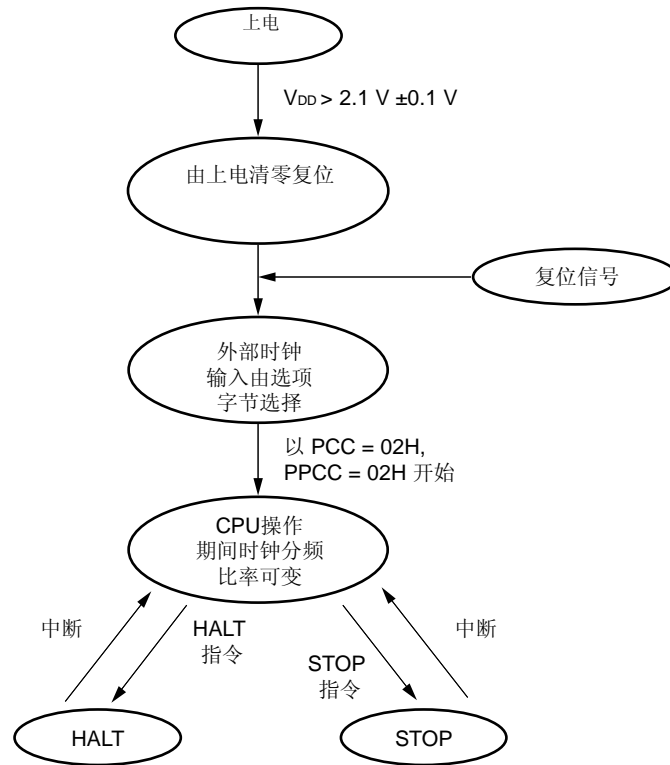 上电
VDD > 2.1 V ±0.1 V
由上电清零复位
复位信号
外部时钟
输入由选项
字节选择
以 PCC = 02H,
PPCC = 02H 开始
CPU操作
期间时钟分频
比率可变
中断
HALT
指令
STOP
指令
中断
HALT
STOP